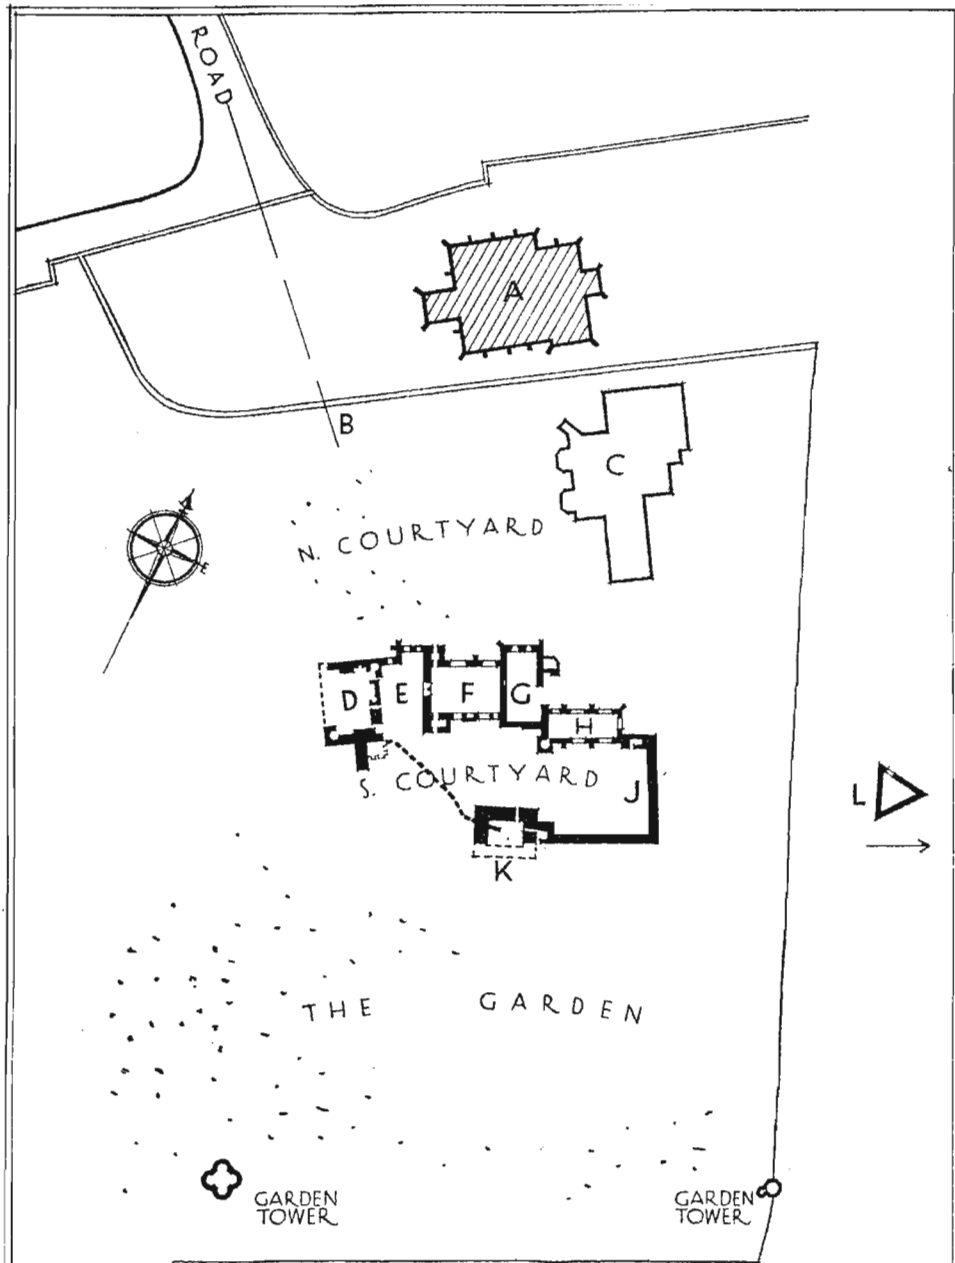 ROAD
A
B
C
N. COURTYARD
E
D
E
F
G
H
S. COURTYARD
J
L
K
THE GARDEN
GARDEN
TOWER
GARDEN
TOWER